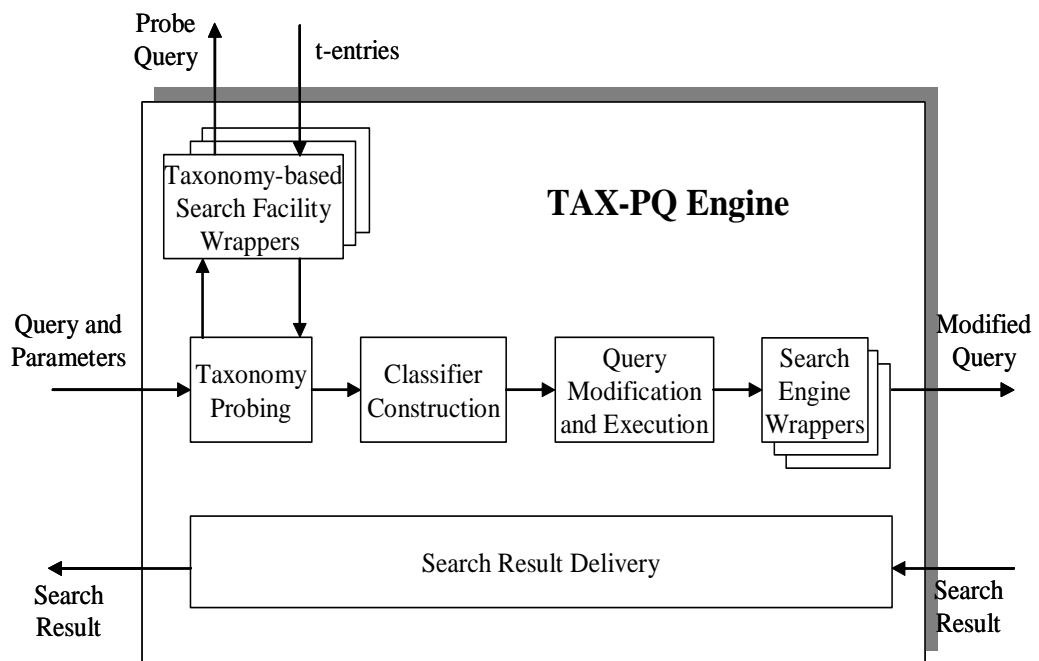 Probe
Query
t-entries
Taxonomy-based
Search Facility
Wrappers
TAX-PQ Engine
Query and
Parameters
Taxonomy
Probing
Classifier
Construction
Query
Modification
and Execution
Search
Engine
Wrappers
Modified
Query
Search Result Delivery
Search
Result
Search
Result